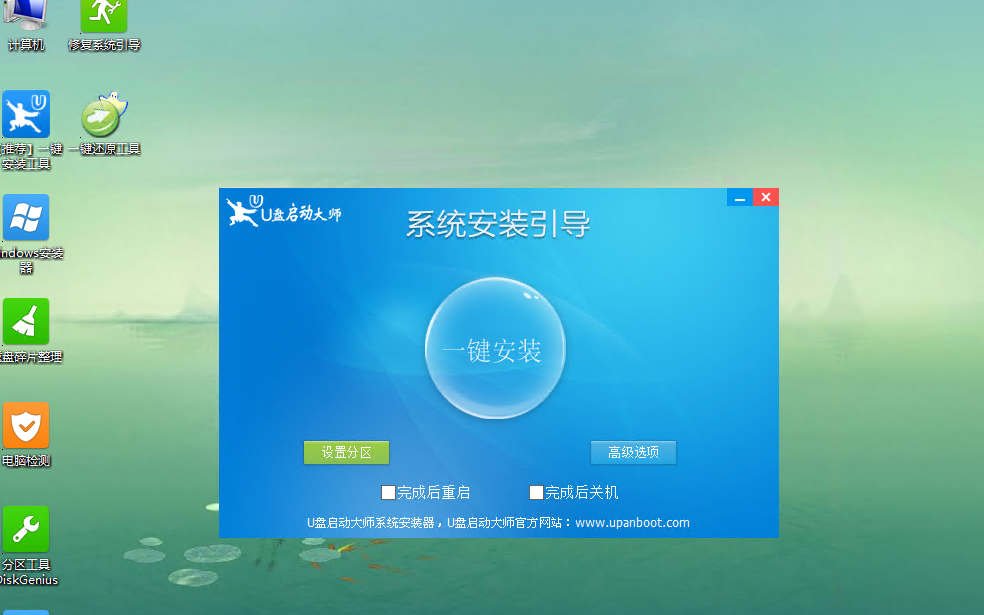 计算机
修复系统引导
推荐】一键
安装工具
一键还原工具
ndows安装
器
盘碎片整理
电脑检测
分区工具
DiskGenius
U盘启动大师
系统安装引导
一键安装
设置分区
高级选项
完成后重启
完成后关机
U盘启动大师系统安装器，U盘启动大师官方网站：www.upanboot.com